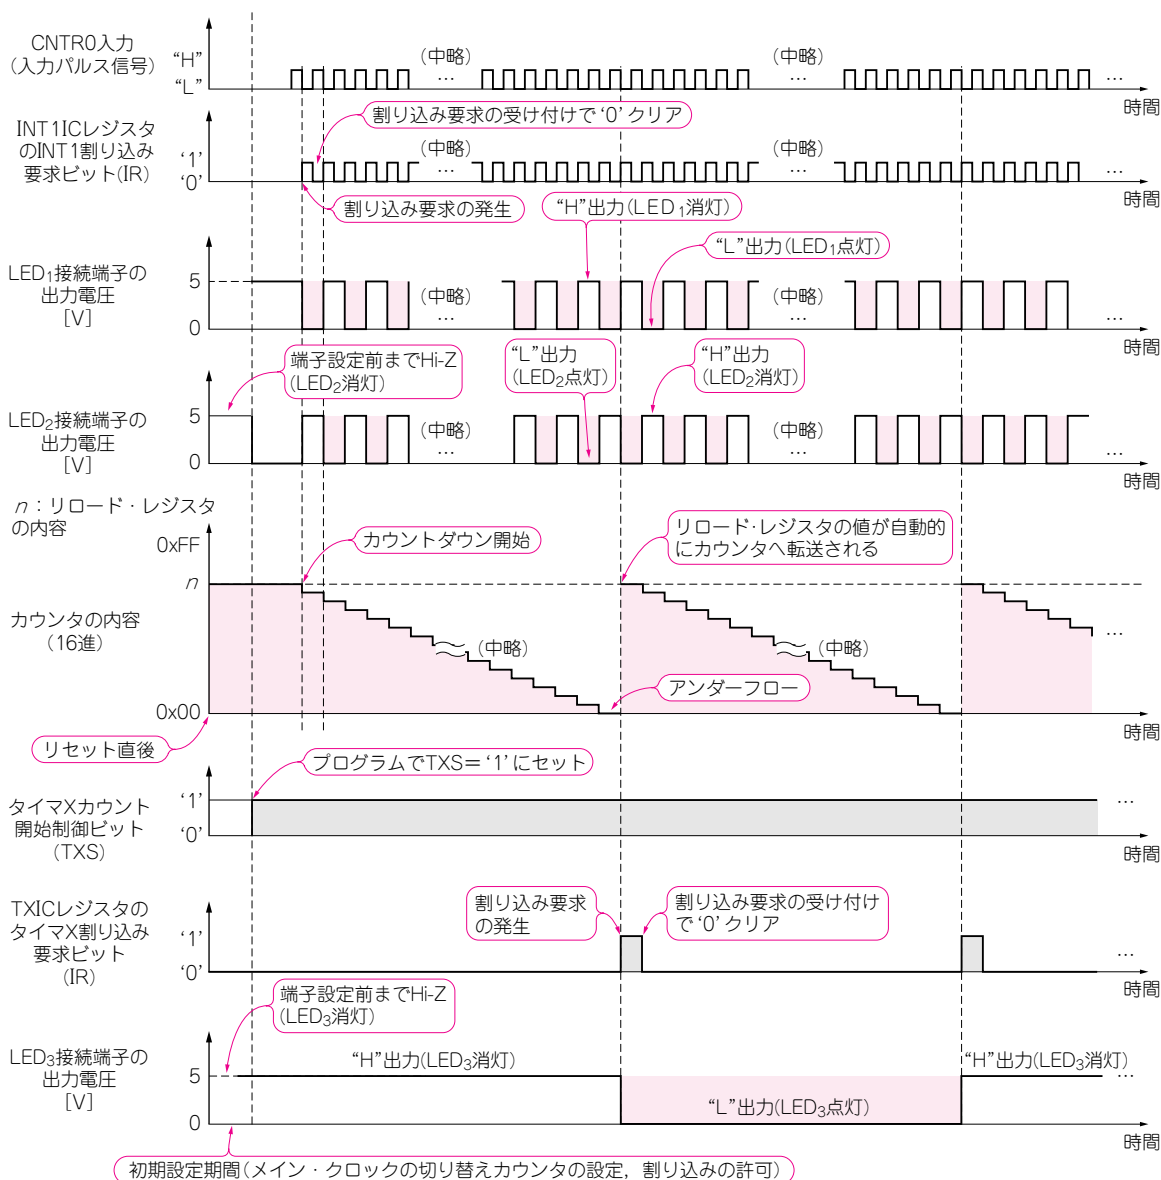 CNTR0入力
(入力パルス信号)
“H”
“L”
(中略)
…
(中略)
…
…
時間
INT1ICレジスタ
のINT1割り込み
要求ビット(IR)
‘1’
‘0’
割り込み要求の受け付けで‘0’クリア
(中略)
…
(中略)
…
…
時間
割り込み要求の発生
“H”出力(LED1消灯)
“L”出力(LED1点灯)
LED1接続端子の
出力電圧
[V]
5
0
(中略)
…
(中略)
…
…
時間
端子設定前までHi-Z
(LED2消灯)
“L”出力
(LED2点灯)
“H”出力
(LED2消灯)
LED2接続端子の
出力電圧
[V]
5
0
(中略)
…
(中略)
…
…
時間
n：リロード・レジスタ
の内容
0xFF
n
カウントダウン開始
リロード・レジスタの値が自動的
にカウンタへ転送される
カウンタの内容
(16進)
(中略)
(中略)
…
アンダーフロー
0x00
時間
リセット直後
プログラムでTXS＝‘1’にセット
タイマXカウント
開始制御ビット
(TXS)
‘1’
‘0’
…
時間
TXICレジスタの
タイマX割り込み
要求ビット
(IR)
‘1’
‘0’
割り込み要求
の発生
割り込み要求の受け付け
で‘0’クリア
…
時間
端子設定前までHi-Z
(LED3消灯)
LED3接続端子の
出力電圧
[V]
5
0
“H”出力(LED3消灯)
“L”出力(LED3点灯)
“H”出力(LED3消灯)
…
時間
初期設定期間(メイン・クロックの切り替えカウンタの設定，割り込みの許可)